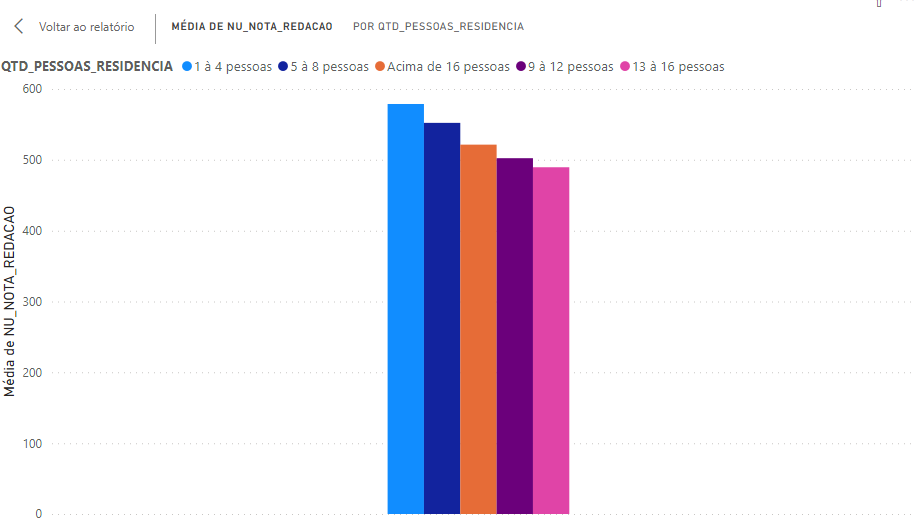 Voltar ao relatório MÉDIA DE NU_NOTA_REDACAO POR QTD_PESSOAS_RESIDENCIA
QTD_PESSOAS_RESIDENCIA 1 à 4 pessoas 5 à 8 pessoas Acima de 16 pessoas 9 à 12 pessoas 13 à 16 pessoas
600
500
400
300
200
100
0
Média de NU_NOTA_REDACAO